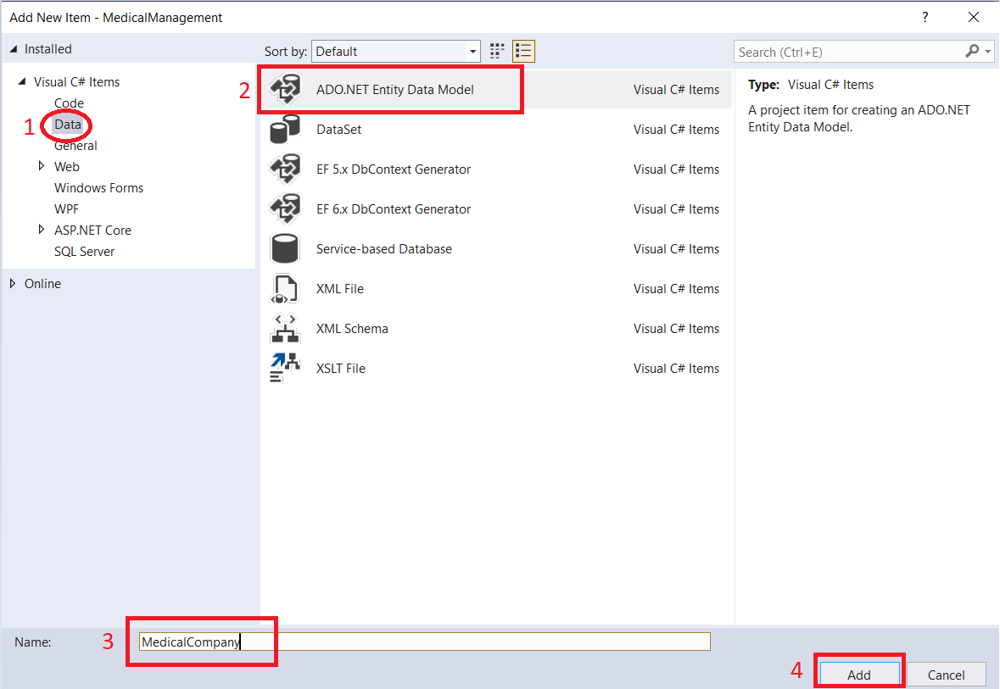 Add New Item - MedicalManagement
?
Installed
Sort by: Default
Search (Ctrl+E)
Visual C# Items
Code
1 Data
General
Web
Windows Forms
WPF
ASP.NET Core
SQL Server
Online
2 ADO.NET Entity Data Model Visual C# Items
DataSet Visual C# Items
EF 5.x DbContext Generator Visual C# Items
EF 6.x DbContext Generator Visual C# Items
Service-based Database Visual C# Items
XML File Visual C# Items
XML Schema Visual C# Items
XSLT File Visual C# Items
Type: Visual C# Items
A project item for creating an ADO.NET
Entity Data Model.
Name: 3 MedicalCompany
4 Add Cancel